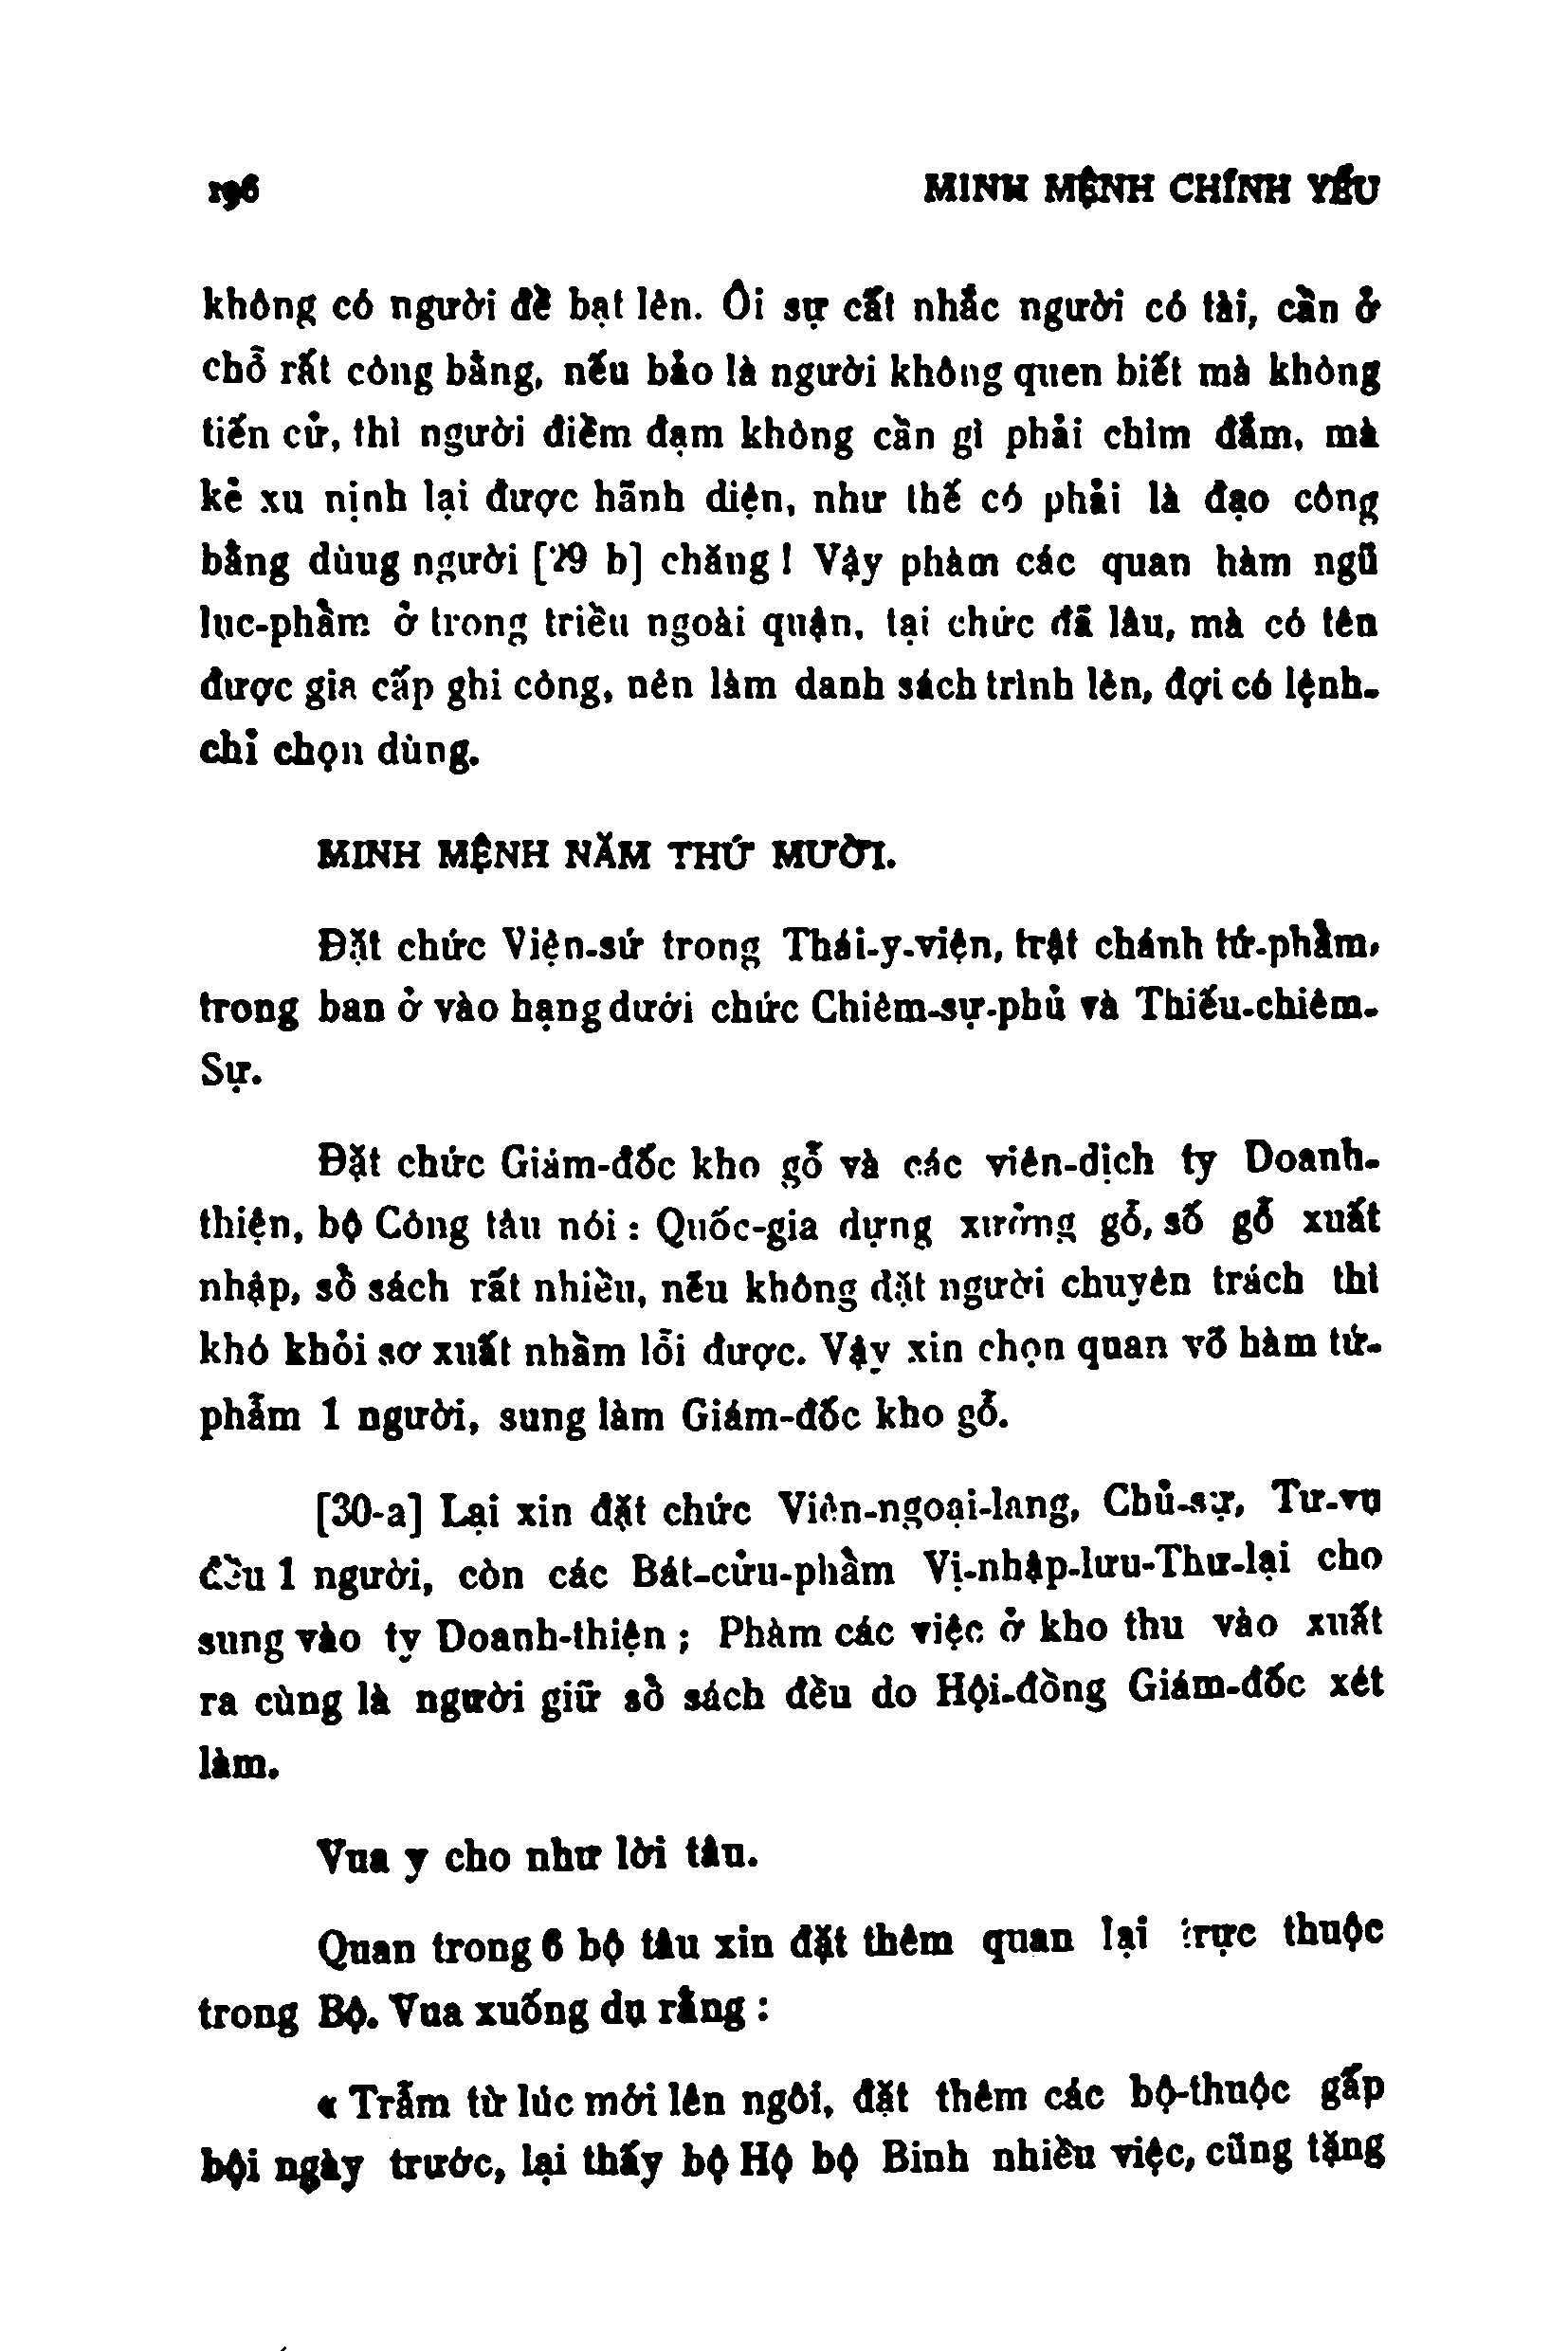 196 MINH MỆNH CHÍNH YẾU
không có người đề bạt lên. Ôi sự cất nhắc người có tài, cần ở
chỗ rất công bằng, nếu bảo là người không quen biết mà không
tiến cử, thì người điềm đạm không cần gì phải chìm đắm, mà
kẻ xu nịnh lại được hãnh diện, như thế có phải là đạo công
bằng dùug người [29 b] chăng ! Vậy phàm các quan hàm ngũ
lục-phẩm ở trong triều ngoài quận, tại chức đã lâu, mà có tên
được gia cấp ghi công, nên làm danh sách trình lên, đợi có lệnh-
chỉ chọn dùng.
MINH MỆNH NĂM THỨ MƯỜI.
Đặt chức Viện-sứ trong Thái-y-viện, trật chánh tứ-phẩm,
trong ban ở vào hạng dưới chức Chiêm-sự-phủ và Thiếu-chiêm-
Sự.
Đặt chức Giám-đốc kho gỗ và các viên-dịch ty Doanh-
thiện, bộ Công tâu nói : Quốc-gia dựng xưởng gỗ, số gỗ xuất
nhập, sổ sách rất nhiều, nếu không đặt người chuyên trách thì
khó khỏi sơ xuất nhầm lỗi được. Vậy xin chọn quan võ hàm tứ-
phẩm 1 người, sung làm Giám-đốc kho gỗ.
[30-a] Lại xin đặt chức Viên-ngoại-lang, Chủ-sự, Tư-vụ
đều 1 người, còn các Bát-cửu-phẩm Vị-nhập-lưu-Thư-lại cho
sung vào ty Doanh-thiện ; Phàm các việc ở kho thu vào xuất
ra cùng là người giữ sổ sách đều do Hội-đồng Giám-đốc xét
làm.
Vua y cho như lời tâu.
Quan trong 6 bộ tâu xin đặt thêm quan lại trực thuộc
trong Bộ. Vua xuống dụ rằng :
« Trẫm từ lúc mới lên ngôi, đặt thêm các bộ-thuộc gấp
bội ngày trước, lại thấy bộ Hộ bộ Binh nhiều việc, cũng tặng